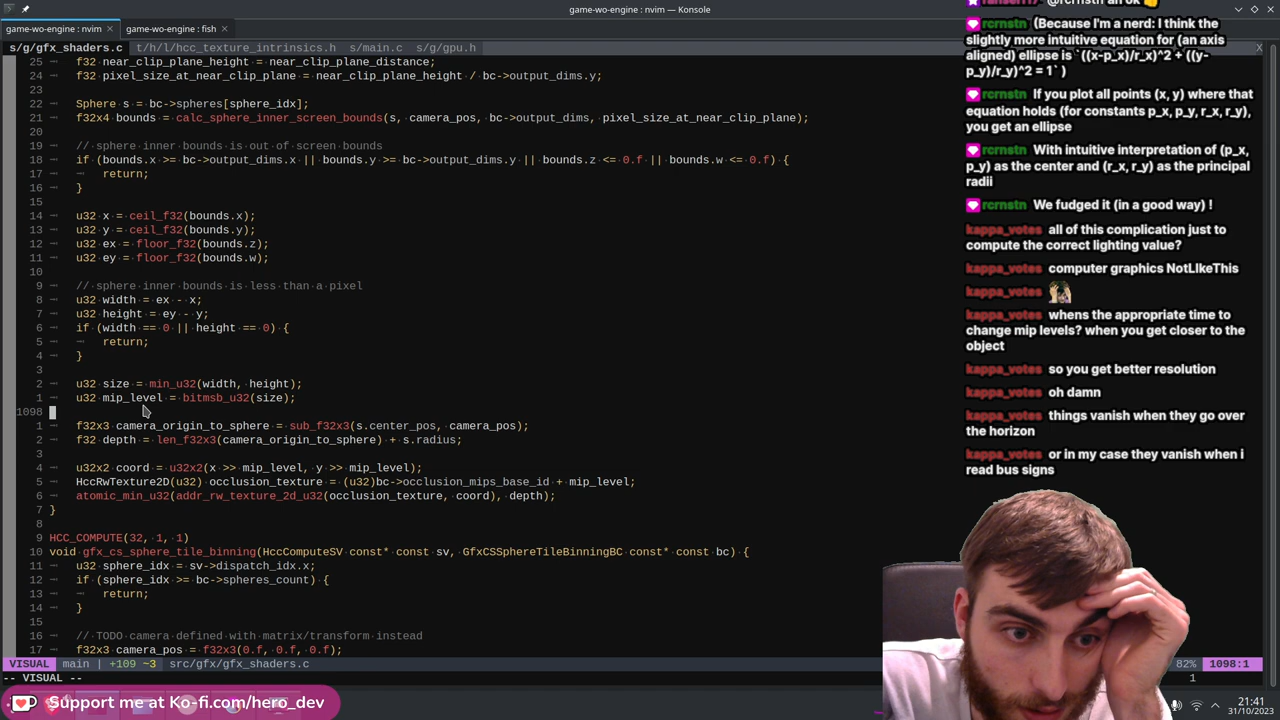 game-wo-engine : nvim — Konsole
game-wo-engine : nvim
game-wo-engine : fish
s/g/gfx_shaders.c
t/h/l/hcc_texture_intrinsics.h
s/main.c
s/g/gpu.h
X
25 f32 near_clip_plane_height =
24 f32 pixel_size_at_near_clip_plane = near_clip_plane_height / bc->output_dims.y;
23
22 Sphere s = bc->spheres[sphere_idx];
21 f32x4 bounds = calc_sphere_inner_screen_bounds(s, camera_pos, bc->output_dims, pixel_size_at_near_clip_plane);
20
19 // sphere inner bounds is out of screen bounds
18 if (bounds.x >= bc->output_dims.x || bounds.y >= bc->output_dims.y || bounds.z <= 0.f || bounds.w <= 0.f) {
17 return;
16 }
15
14 u32 x = ceil_f32(bounds.x);
13 u32 y = ceil_f32(bounds.y);
12 u32 ex = floor_f32(bounds.z);
11 u32 ey = floor_f32(bounds.w);
10
9 // sphere inner bounds is less than a pixel
8 u32 width = ex - x;
7 u32 height = ey - y;
6 if (width == 0 || height == 0) {
5 return;
4 }
3
2 u32 size = min_u32(width, height);
1 u32 mip_level = bitmsb_u32(size);
1098
1 f32x3 camera_origin_to_sphere = sub_f32x3(s.center_pos, camera_pos);
2 f32 depth = len_f32x3(camera_origin_to_sphere) + s.radius;
3
4 u32x2 coord = u32x2(x >> mip_level, y >> mip_level);
5 HccRwTexture2D(u32) occlusion_texture = (u32)bc->occlusion_mips_base_id + mip_level;
6 atomic_min_u32(addr_rw_texture_2d_u32(occlusion_texture, coord), depth);
7 }
8
9 HCC_COMPUTE(32, 1, 1)
10 void gfx_cs_sphere_tile_binning(HccComputeSV const* const sv, GfxCSSphereTileBinningBC const* const bc) {
11 u32 sphere_idx = sv->dispatch_idx.x;
12 if (sphere_idx >= bc->spheres_count) {
13 return;
14 }
15
16 // TODO camera defined with matrix/transform instead
17 f32x3 camera_pos = f32x3(0.f, 0.f, 0.f);
VISUAL main | +109 ~3 | src/gfx/gfx_shaders.c 82% 1098:1
-- VISUAL -- 1
Support me at Ko-fi.com/hero_dev
21:41
31/10/2023
rcrnstn (Because I'm a nerd: I think the
slightly more intuitive equation for (an axis
aligned) ellipse is `((x-p_x)/r_x)^2 + ((y-
p_y)/r_y)^2 = 1` )
rcrnstn If you plot all points (x, y) where that
equation holds (for constants p_x, p_y, r_x, r_y),
you get an ellipse
rcrnstn With intuitive interpretation of (p_x,
p_y) as the center and (r_x, r_y) as the principal
radii
rcrnstn We fudged it (in a good way) !
kappa_votes all of this complication just to
compute the correct lighting value?
kappa_votes computer graphics NotLIkeThis
kappa_votes
kappa_votes whens the appropriate time to
change mip levels? when you get closer to the
object
kappa_votes so you get better resolution
kappa_votes oh damn
kappa_votes things vanish when they go over
the horizon
kappa_votes or in my case they vanish when i
read bus signs